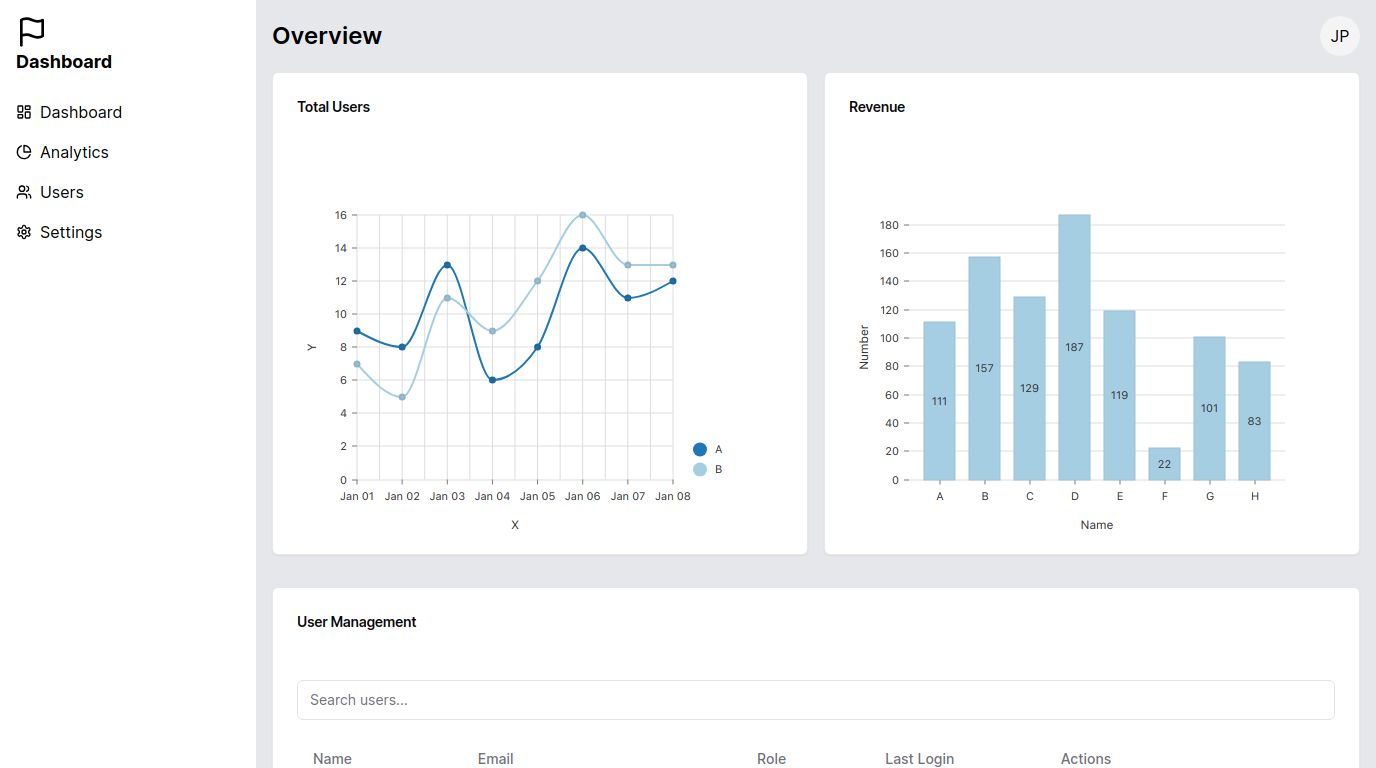 Dashboard
Dashboard
Analytics
Users
Settings
Overview
JP
Total Users
16
14
12
10
8
6
4
2
0
Y
Jan 01 Jan 02 Jan 03 Jan 04 Jan 05 Jan 06 Jan 07 Jan 08
X
A
B
Revenue
180
160
140
120
100
80
60
40
20
0
Number
111 157 129 187 119 22 101 83
A B C D E F G H
Name
User Management
Search users...
Name Email Role Last Login Actions